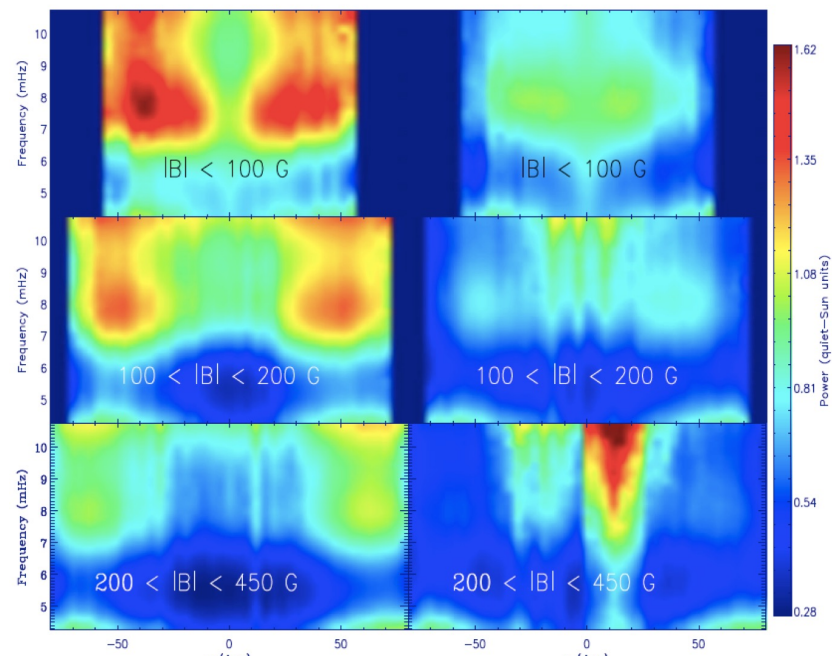 10
9
8
7
6
5
Frequency (mHz)
|B| < 100 G
|B| < 100 G
10
9
8
7
6
5
Frequency (mHz)
100 < |B| < 200 G
100 < |B| < 200 G
10
9
8
7
6
5
Frequency (mHz)
200 < |B| < 450 G
200 < |B| < 450 G
-50 0 50
-50 0 50
1.62
1.35
1.08
0.81
0.54
0.28
Power (quiet-Sun units)